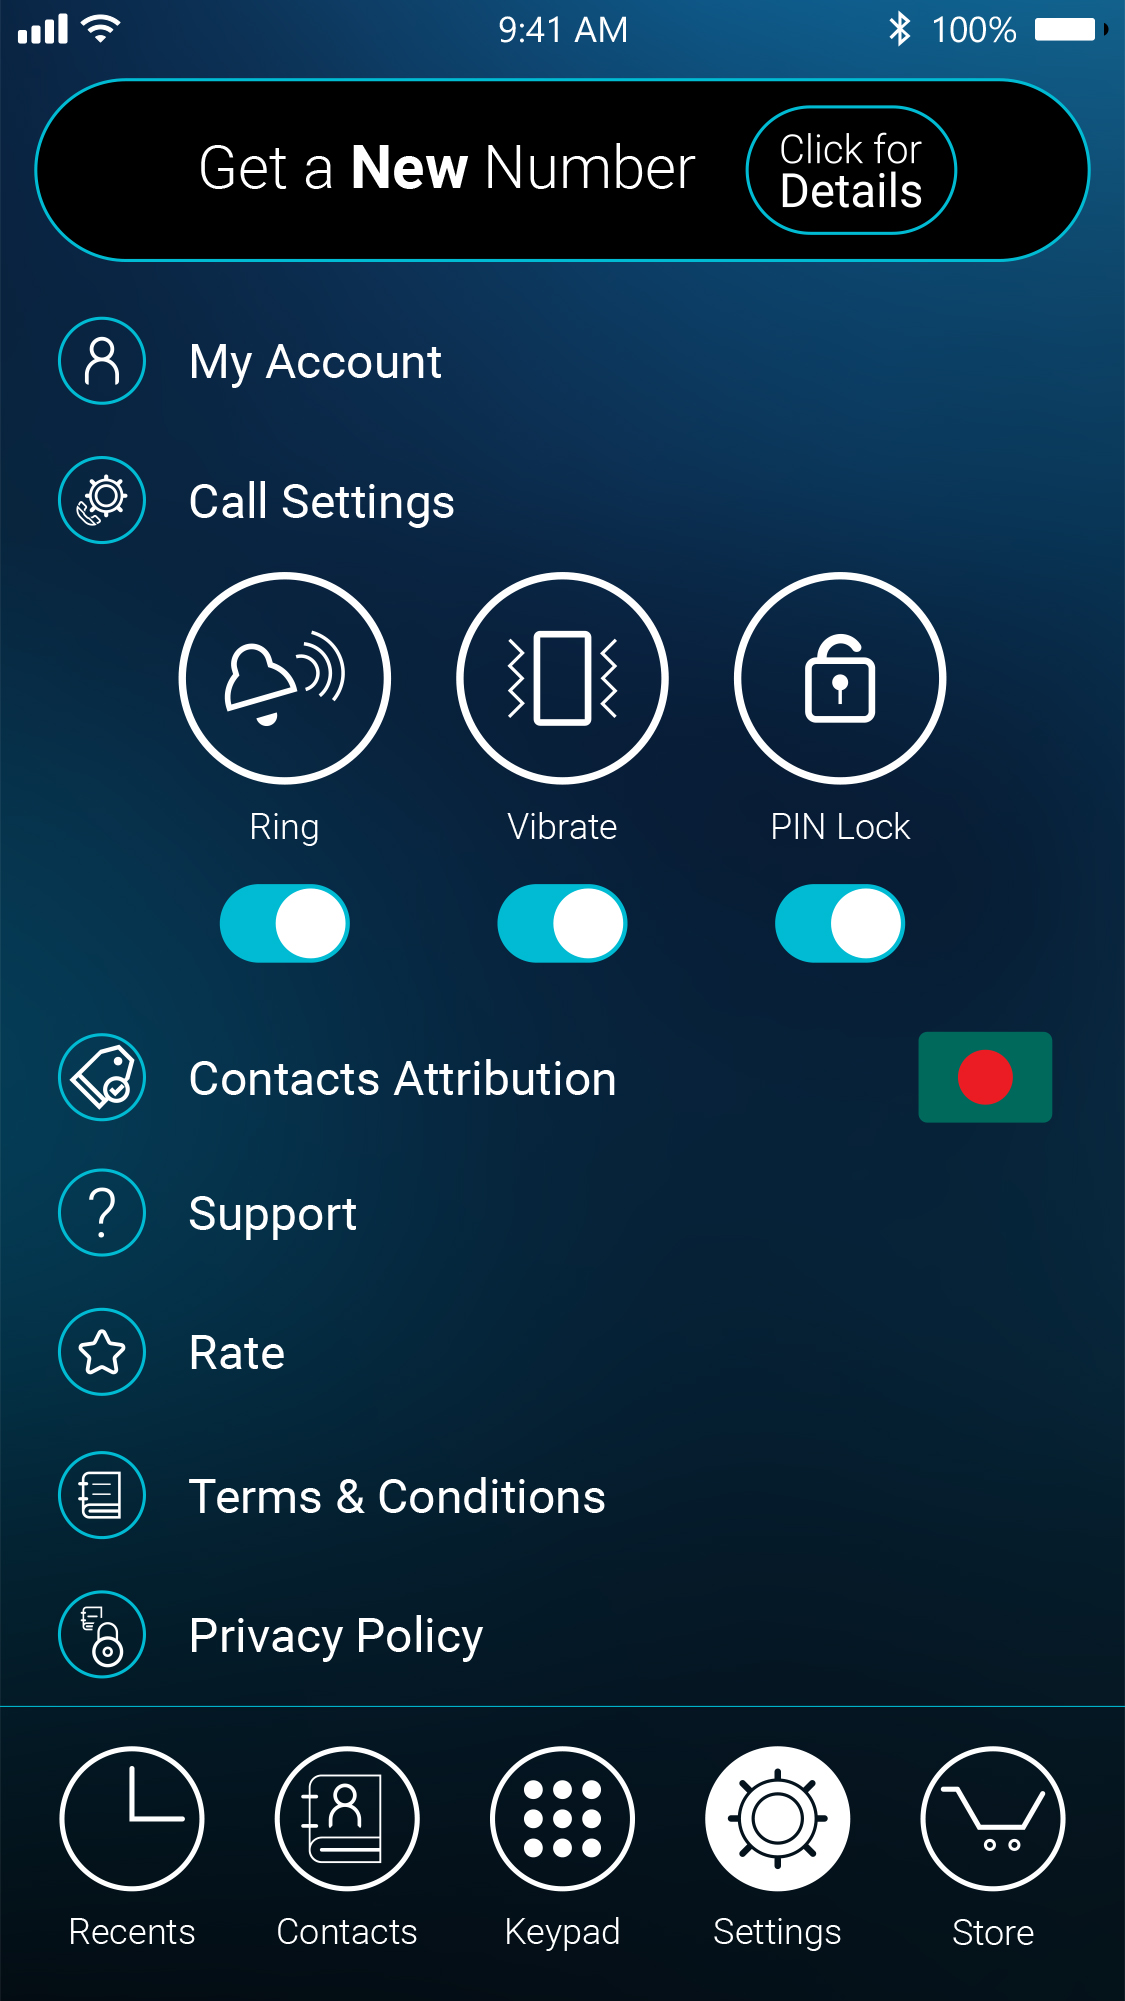 9:41 AM
100%
Get a New Number
Click for
Details
My Account
Call Settings
Ring
Vibrate
PIN Lock
Contacts Attribution
Support
Rate
Terms & Conditions
Privacy Policy
Recents
Contacts
Keypad
Settings
Store